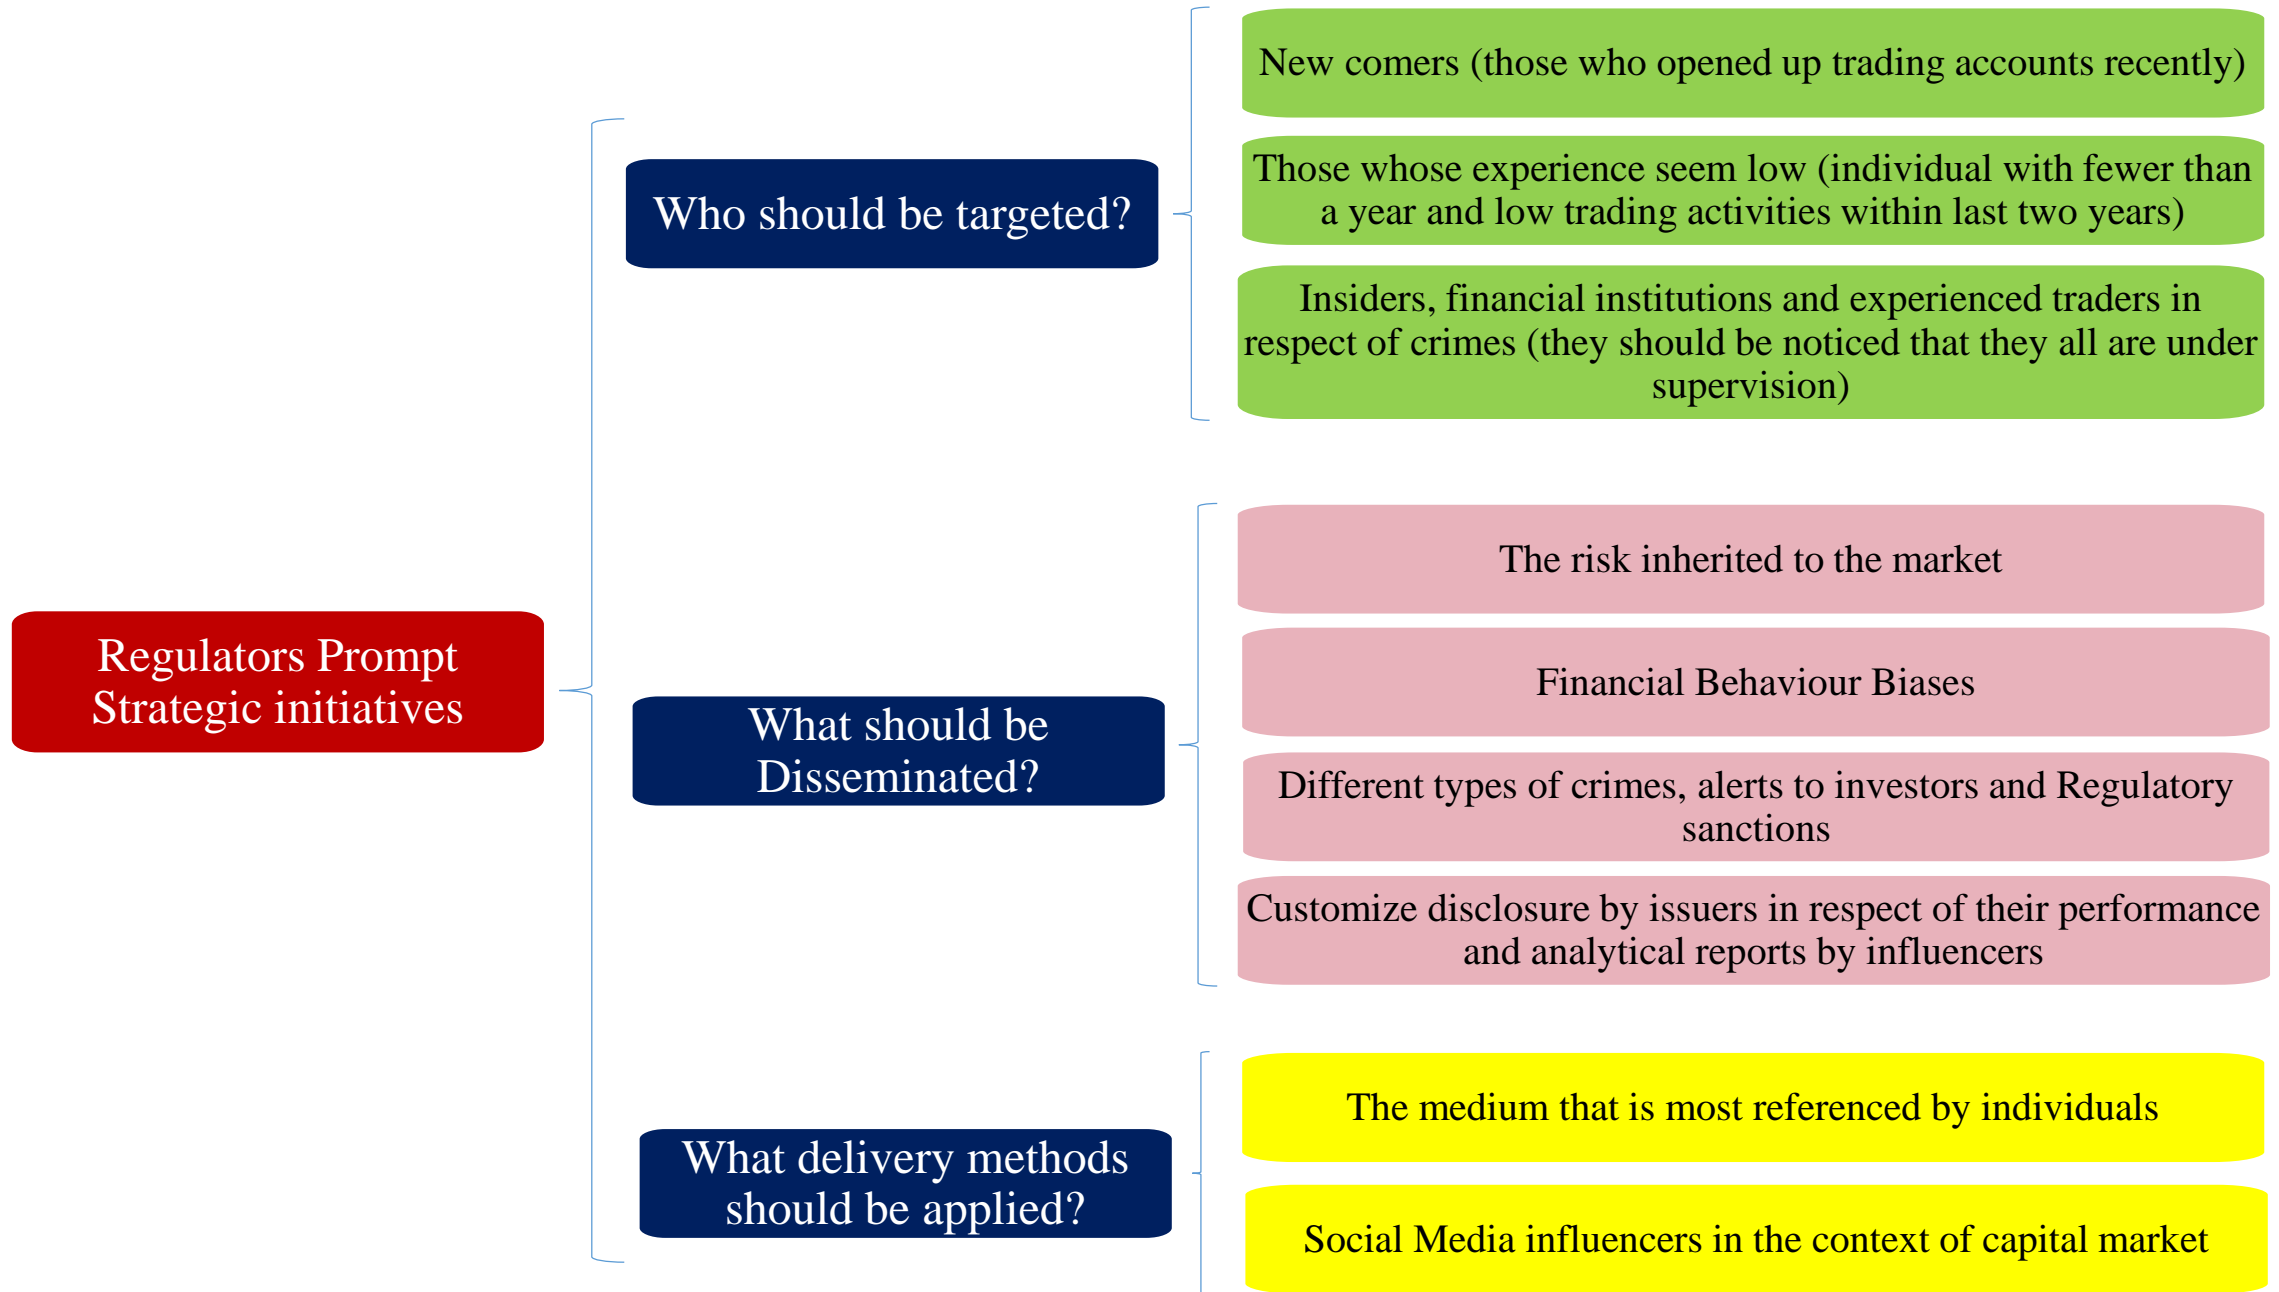 Regulators Prompt
Strategic initiatives
Who should be targeted?
New comers (those who opened up trading accounts recently)
Those whose experience seem low (individual with fewer than
a year and low trading activities within last two years)
Insiders, financial institutions and experienced traders in
respect of crimes (they should be noticed that they all are under
supervision)
What should be
Disseminated?
The risk inherited to the market
Financial Behaviour Biases
Different types of crimes, alerts to investors and Regulatory
sanctions
Customize disclosure by issuers in respect of their performance
and analytical reports by influencers
What delivery methods
should be applied?
The medium that is most referenced by individuals
Social Media influencers in the context of capital market